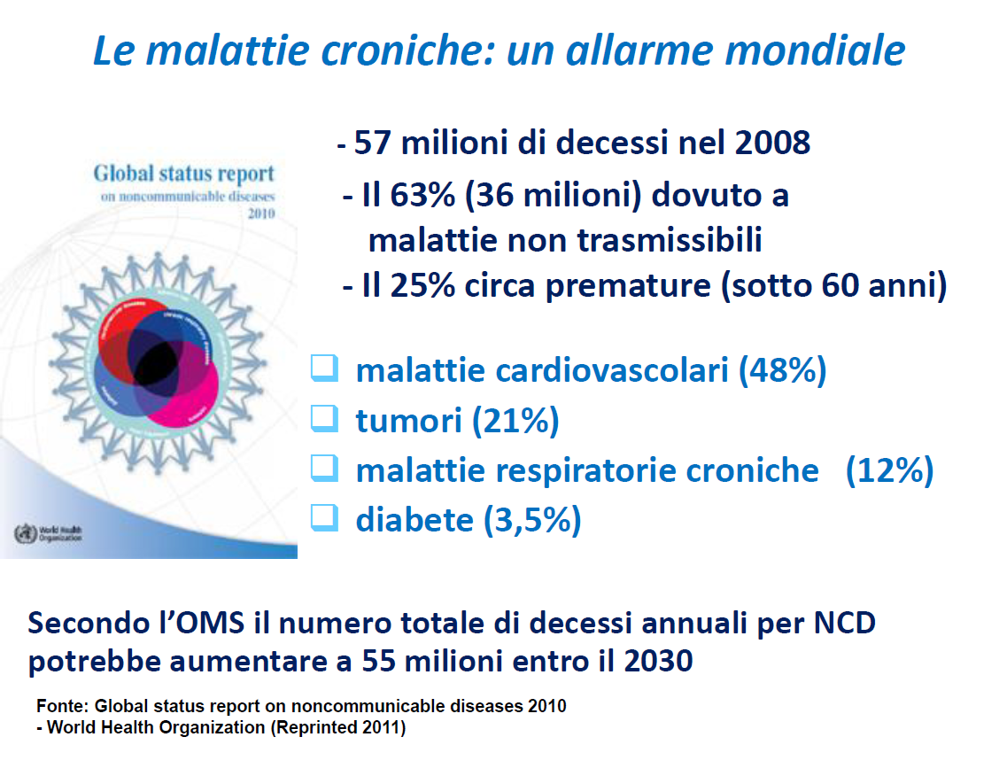 Le malattie croniche: un allarme mondiale
Global status report
on noncommunicable diseases
2010
World Health
Organization
- 57 milioni di decessi nel 2008
- Il 63% (36 milioni) dovuto a
malattie non trasmissibili
- Il 25% circa premature (sotto 60 anni)
❑ malattie cardiovascolari (48%)
❑ tumori (21%)
❑ malattie respiratorie croniche (12%)
❑ diabete (3,5%)
Secondo l’OMS il numero totale di decessi annuali per NCD
potrebbe aumentare a 55 milioni entro il 2030
Fonte: Global status report on noncommunicable diseases 2010
- World Health Organization (Reprinted 2011)